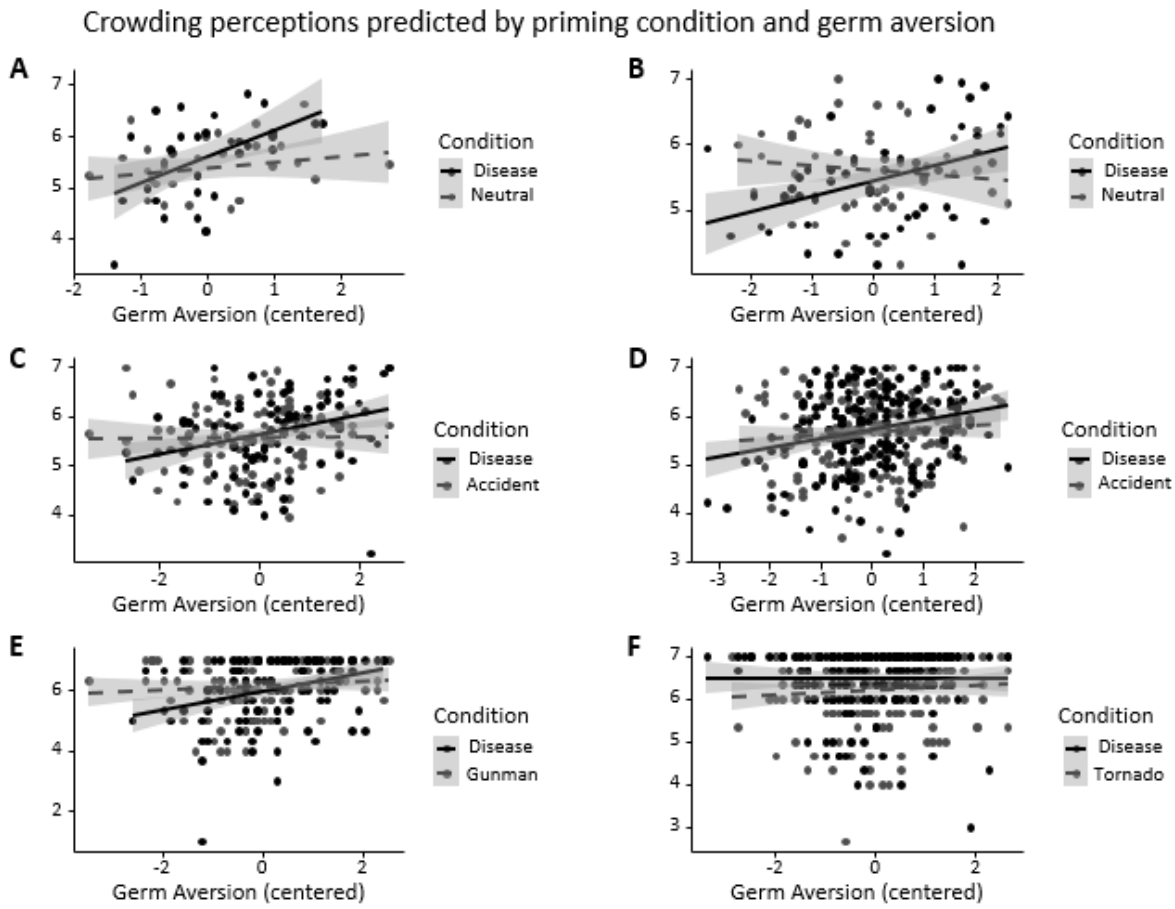 Crowding perceptions predicted by priming condition and germ aversion
A
7
6
5
4
-2
-1
0
1
2
Germ Aversion (centered)
Condition
Disease
Neutral
B
7
6
5
-2
-1
0
1
2
Germ Aversion (centered)
Condition
Disease
Neutral
C
7
6
5
4
-2
0
2
Germ Aversion (centered)
Condition
Disease
Accident
D
7
6
5
4
3
-3
-2
-1
0
1
2
Germ Aversion (centered)
Condition
Disease
Accident
E
6
4
2
-2
0
2
Germ Aversion (centered)
Condition
Disease
Gunman
F
7
6
5
4
3
-2
0
2
Germ Aversion (centered)
Condition
Disease
Tornado